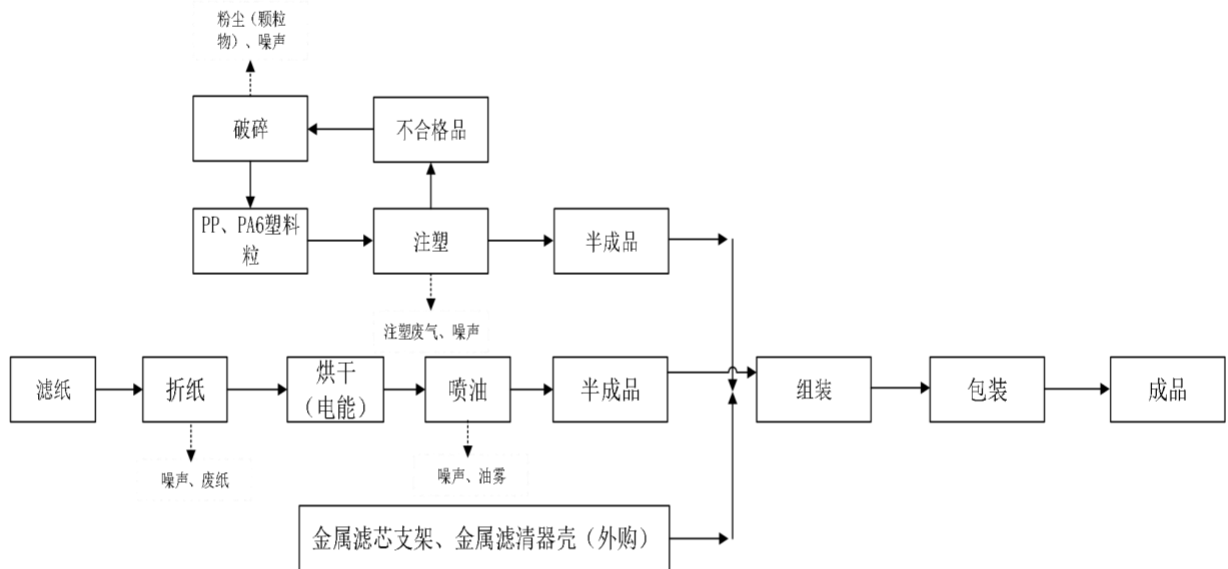 粉尘（颗粒
物）、噪声
破碎
不合格品
PP、PA6塑料
粒
注塑
半成品
注塑废气、噪声
滤纸
折纸
烘干
（电能）
喷油
半成品
组装
包装
成品
噪声、废纸
噪声、油雾
金属滤芯支架、金属滤清器壳（外购）